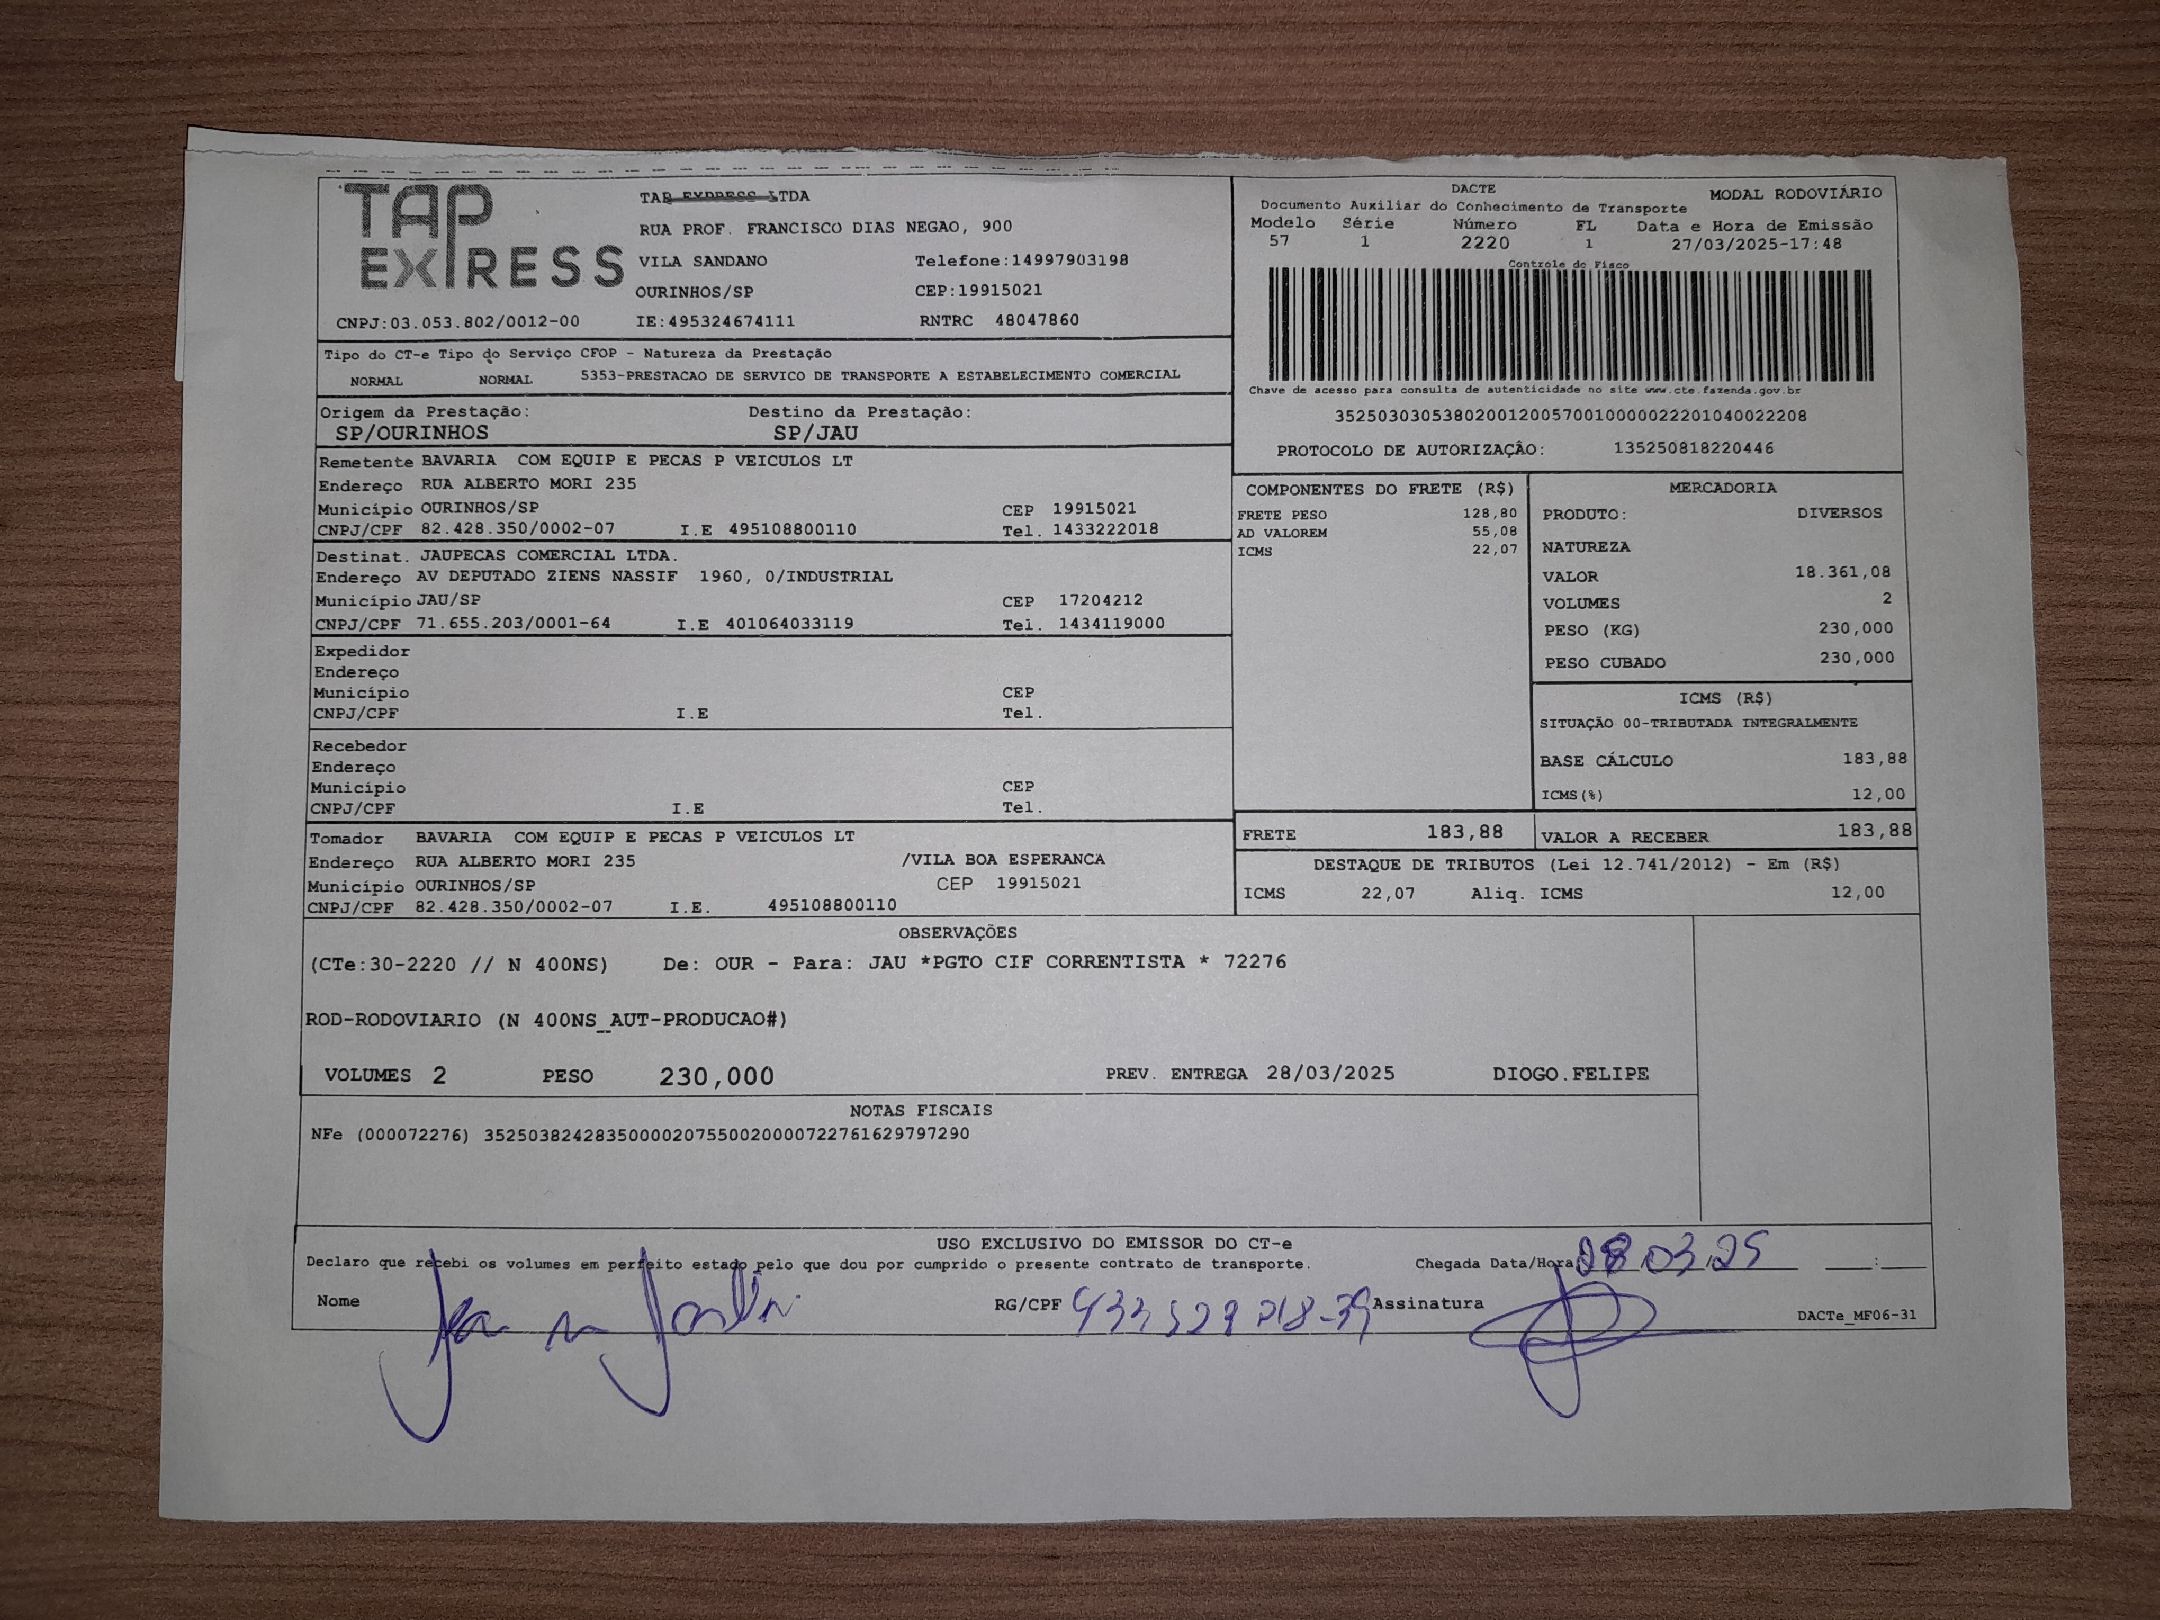 TAP EXPRESS
TAP EXPRESS LTDA
RUA PROF. FRANCISCO DIAS NEGAO, 900
VILA SANDANO Telefone:14997903198
OURINHOS/SP CEP:19915021
CNPJ:03.053.802/0012-00 IE:495324674111 RNTRC 48047860
DACTE MODAL RODOVIÁRIO
Documento Auxiliar do Conhecimento de Transporte
Modelo Série Número FL Data e Hora de Emissão
57 1 2220 1 27/03/2025-17:48
Controle do Fisco
Chave de acesso para consulta de autenticidade no site www.cte.fazenda.gov.br
35250303053802001200570010000022201040022208
PROTOCOLO DE AUTORIZAÇÃO: 135250818220446
Tipo do CT-e Tipo do Serviço CFOP - Natureza da Prestação
NORMAL NORMAL 5353-PRESTACAO DE SERVICO DE TRANSPORTE A ESTABELECIMENTO COMERCIAL
Origem da Prestação: Destino da Prestação:
SP/OURINHOS SP/JAU
Remetente BAVARIA COM EQUIP E PECAS P VEICULOS LT
Endereço RUA ALBERTO MORI 235
Município OURINHOS/SP CEP 19915021
CNPJ/CPF 82.428.350/0002-07 I.E 495108800110 Tel. 1433222018
Destinat. JAUPECAS COMERCIAL LTDA.
Endereço AV DEPUTADO ZIENS NASSIF 1960, 0/INDUSTRIAL
Município JAU/SP CEP 17204212
CNPJ/CPF 71.655.203/0001-64 I.E 401064033119 Tel. 1434119000
Expedidor
Endereço
Município CEP
CNPJ/CPF I.E Tel.
Recebedor
Endereço
Município CEP
CNPJ/CPF I.E Tel.
Tomador BAVARIA COM EQUIP E PECAS P VEICULOS LT
Endereço RUA ALBERTO MORI 235 /VILA BOA ESPERANCA
Município OURINHOS/SP CEP 19915021
CNPJ/CPF 82.428.350/0002-07 I.E. 495108800110
COMPONENTES DO FRETE (R$)
FRETE PESO 128,80
AD VALOREM 55,08
ICMS 22,07
MERCADORIA
PRODUTO: DIVERSOS
NATUREZA
VALOR 18.361,08
VOLUMES 2
PESO (KG) 230,000
PESO CUBADO 230,000
ICMS (R$)
SITUAÇÃO 00-TRIBUTADA INTEGRALMENTE
BASE CÁLCULO 183,88
ICMS(%) 12,00
FRETE 183,88 VALOR A RECEBER 183,88
DESTAQUE DE TRIBUTOS (Lei 12.741/2012) - Em (R$)
ICMS 22,07 Aliq. ICMS 12,00
OBSERVAÇÕES
(CTe:30-2220 // N 400NS) De: OUR - Para: JAU *PGTO CIF CORRENTISTA * 72276
ROD-RODOVIARIO (N 400NS_AUT-PRODUCAO#)
VOLUMES 2 PESO 230,000 PREV. ENTREGA 28/03/2025 DIOGO.FELIPE
NOTAS FISCAIS
NFe (000072276) 35250382428350000207550020000722761629797290
USO EXCLUSIVO DO EMISSOR DO CT-e
Declaro que recebi os volumes em perfeito estado pelo que dou por cumprido o presente contrato de transporte. Chegada Data/Hora 28.03.25 __:__
Nome RG/CPF Assinatura
DACTe_MF06-31